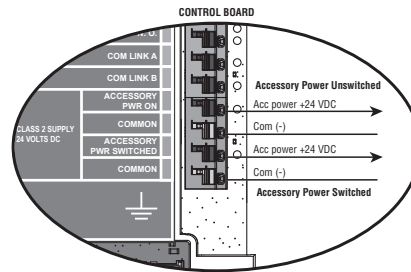 CONTROL BOARD
N. O.
COM LINK A
COM LINK B
ACCESSORY
PWR ON
COMMON
CLASS 2 SUPPLY
24 VOLTS DC
ACCESSORY
PWR SWITCHED
COMMON
Accessory Power Unswitched
Acc power +24 VDC
Com (-)
Acc power +24 VDC
Com (-)
Accessory Power Switched